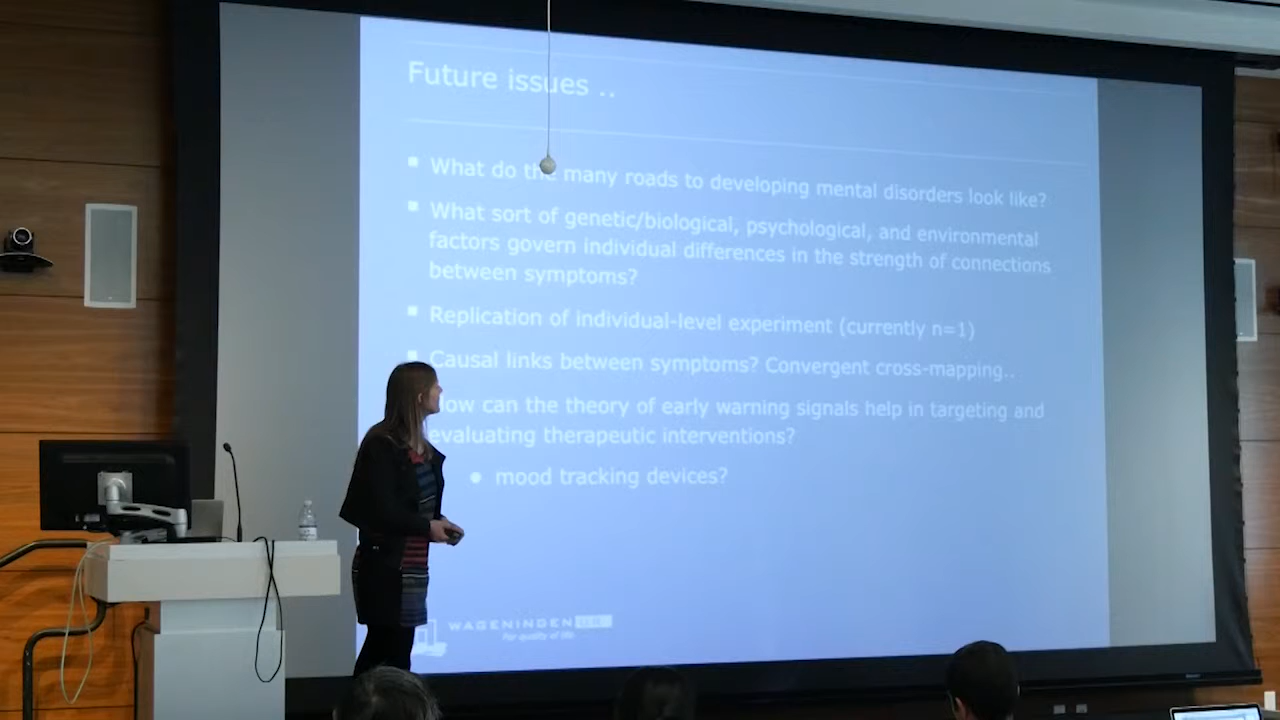 Future issues ..
What do the many roads to developing mental disorders look like?
What sort of genetic/biological, psychological, and environmental
factors govern individual differences in the strength of connections
between symptoms?
Replication of individual-level experiment (currently n=1)
Causal links between symptoms? Convergent cross-mapping..
How can the theory of early warning signals help in targeting and
evaluating therapeutic interventions?
mood tracking devices?
WAGENINGEN UR
For quality of life